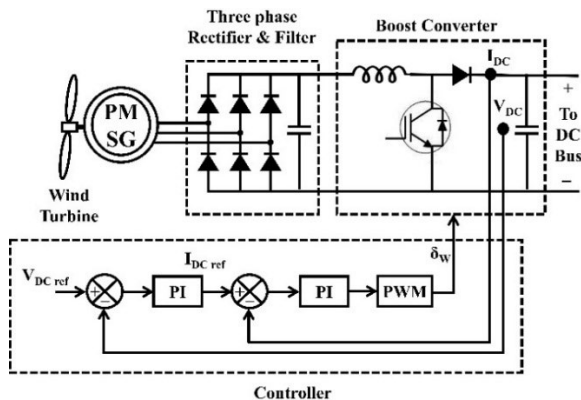 Three phase
Rectifier & Filter
Boost Converter
I_DC
V_DC
+
To
DC
Bus
−
PM
SG
Wind
Turbine
δ_W
V_DC ref
+
−
PI
I_DC ref
+
−
PI
PWM
Controller